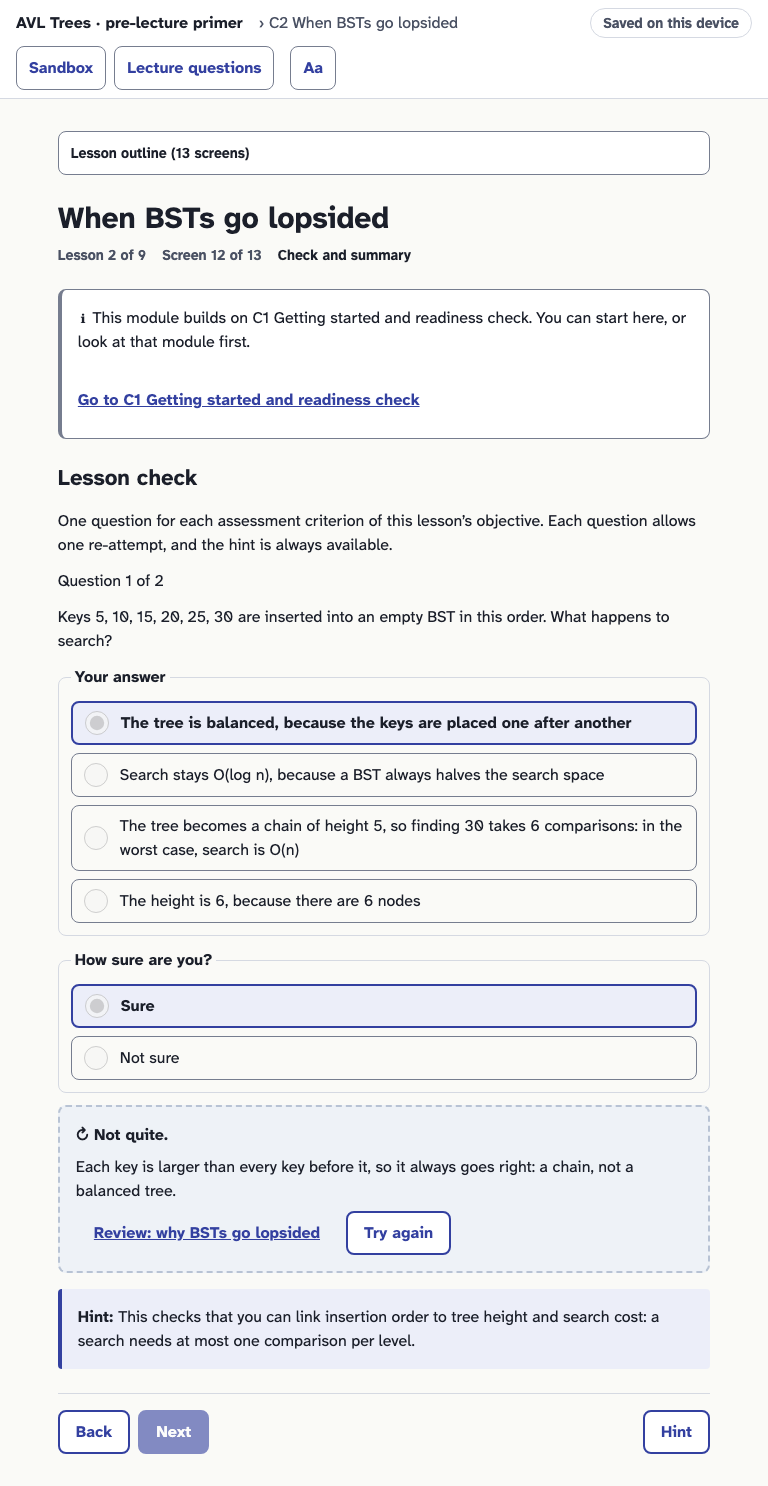 AVL Trees · pre-lecture primer › C2 When BSTs go lopsided Saved on this device
Sandbox Lecture questions Aa
Lesson outline (13 screens)
When BSTs go lopsided
Lesson 2 of 9 Screen 12 of 13 Check and summary
ℹ This module builds on C1 Getting started and readiness check. You can start here, or
look at that module first.
Go to C1 Getting started and readiness check
Lesson check
One question for each assessment criterion of this lesson’s objective. Each question allows
one re-attempt, and the hint is always available.
Question 1 of 2
Keys 5, 10, 15, 20, 25, 30 are inserted into an empty BST in this order. What happens to
search?
Your answer
The tree is balanced, because the keys are placed one after another
Search stays O(log n), because a BST always halves the search space
The tree becomes a chain of height 5, so finding 30 takes 6 comparisons: in the
worst case, search is O(n)
The height is 6, because there are 6 nodes
How sure are you?
Sure
Not sure
↻ Not quite.
Each key is larger than every key before it, so it always goes right: a chain, not a
balanced tree.
Review: why BSTs go lopsided Try again
Hint: This checks that you can link insertion order to tree height and search cost: a
search needs at most one comparison per level.
Back Next Hint